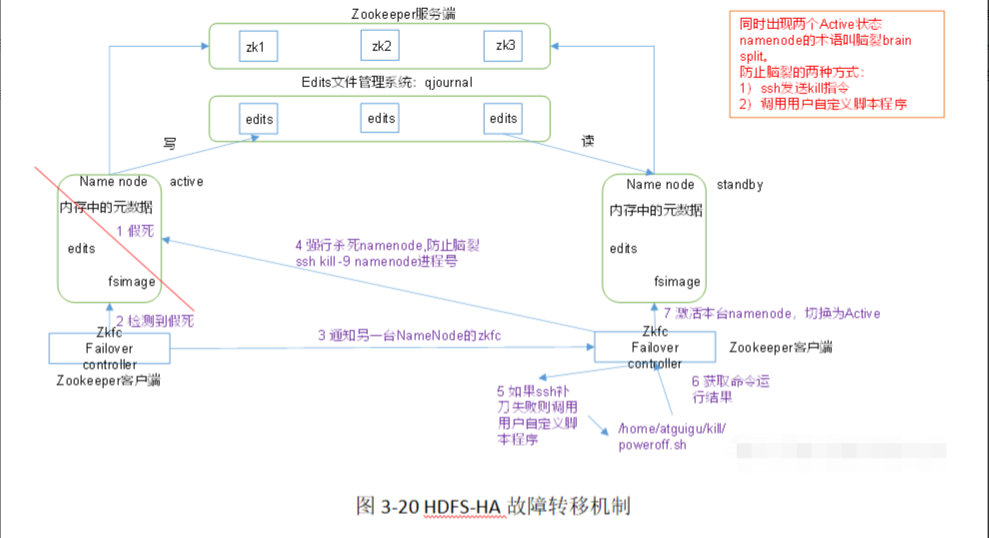 Zookeeper服务端
zk1
zk2
zk3
Edits文件管理系统：qjournal
edits
edits
edits
同时出现两个Active状态
namenode的术语叫脑裂brain
split。
防止脑裂的两种方式：
1）ssh发送kill指令
2）调用用户自定义脚本程序
写
读
Name node
active
内存中的元数据
1 假死
edits
fsimage
Name node
standby
内存中的元数据
edits
fsimage
4 强行杀死namenode,防止脑裂
ssh kill -9 namenode进程号
2 检测到假死
Zkfc
Failover
controller
Zookeeper客户端
3 通知另一台NameNode的zkfc
7 激活本台namenode，切换为Active
Zkfc
Failover
controller
Zookeeper客户端
5 如果ssh补
刀失败则调用
用户自定义脚
本程序
6 获取命令运
行结果
/home/atguigu/kill/
poweroff.sh
图 3-20 HDFS-HA 故障转移机制